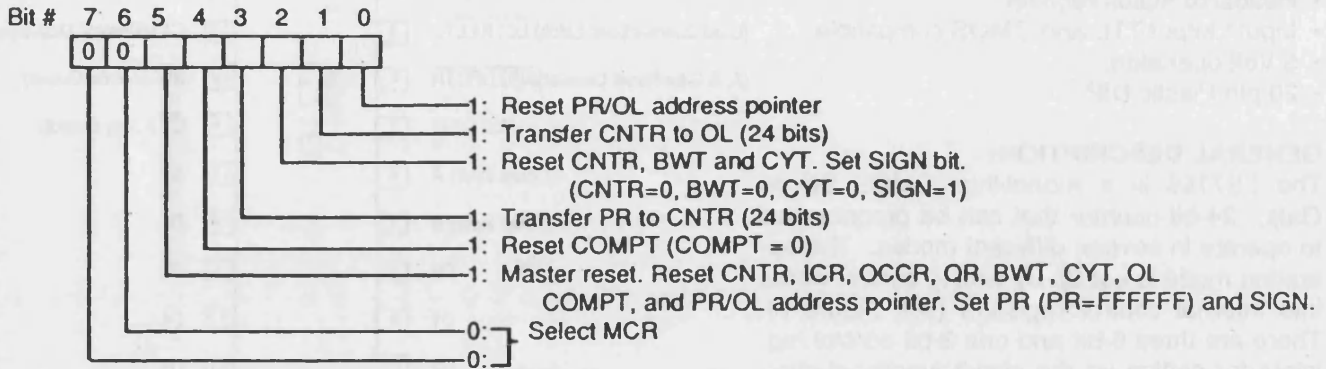 Bit # 7 6 5 4 3 2 1 0
0 0
1: Reset PR/OL address pointer
1: Transfer CNTR to OL (24 bits)
1: Reset CNTR, BWT and CYT. Set SIGN bit.
(CNTR=0, BWT=0, CYT=0, SIGN=1)
1: Transfer PR to CNTR (24 bits)
1: Reset COMPT (COMPT = 0)
1: Master reset. Reset CNTR, ICR, OCCR, QR, BWT, CYT, OL
COMPT, and PR/OL address pointer. Set PR (PR=FFFFFF) and SIGN.
0: Select MCR
0: